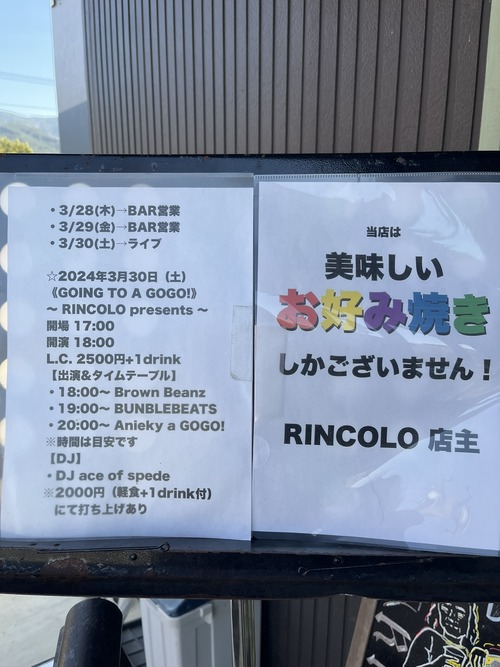 ・3/28(木)→BAR営業
・3/29(金)→BAR営業
・3/30(土)→ライブ
☆2024年3月30日（土）
《GOING TO A GOGO!》
～ RINCOLO presents ～
開場 17:00
開演 18:00
L.C. 2500円+1drink
【出演&タイムテーブル】
・18:00～ Brown Beanz
・19:00～ BUNBLEBEATS
・20:00～ Anieky a GOGO!
※時間は目安です
【DJ】
・DJ ace of spede
※2000円（軽食+1drink付）
にて打ち上げあり
当店は
美味しい
お好み焼き
しかございません！
RINCOLO 店主